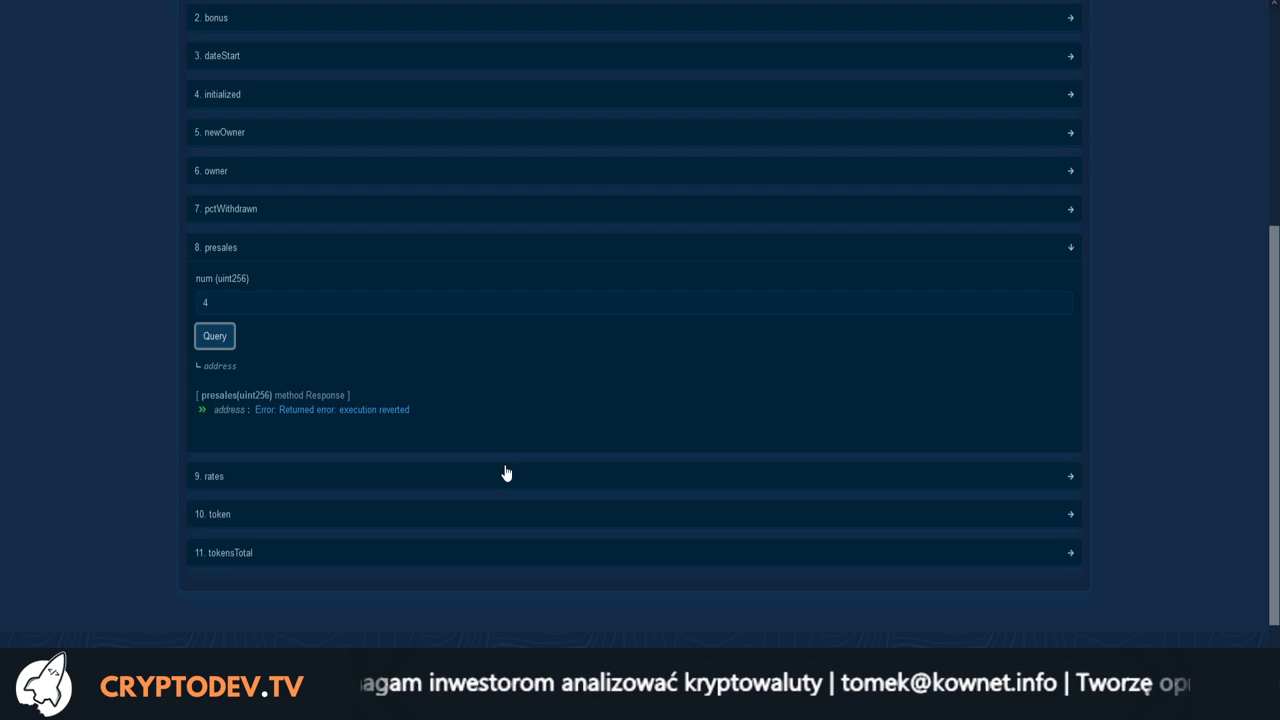 2. bonus
3. dateStart
4. initialized
5. newOwner
6. owner
7. pctWithdrawn
8. presales
num (uint256)
4
Query
address
[ presales(uint256) method Response ]
address : Error: Returned error: execution reverted
9. rates
10. token
11. tokensTotal
CRYPTODEV.TV
agam inwestorom analizować kryptowaluty | tomek@kownet.info | Tworzę op